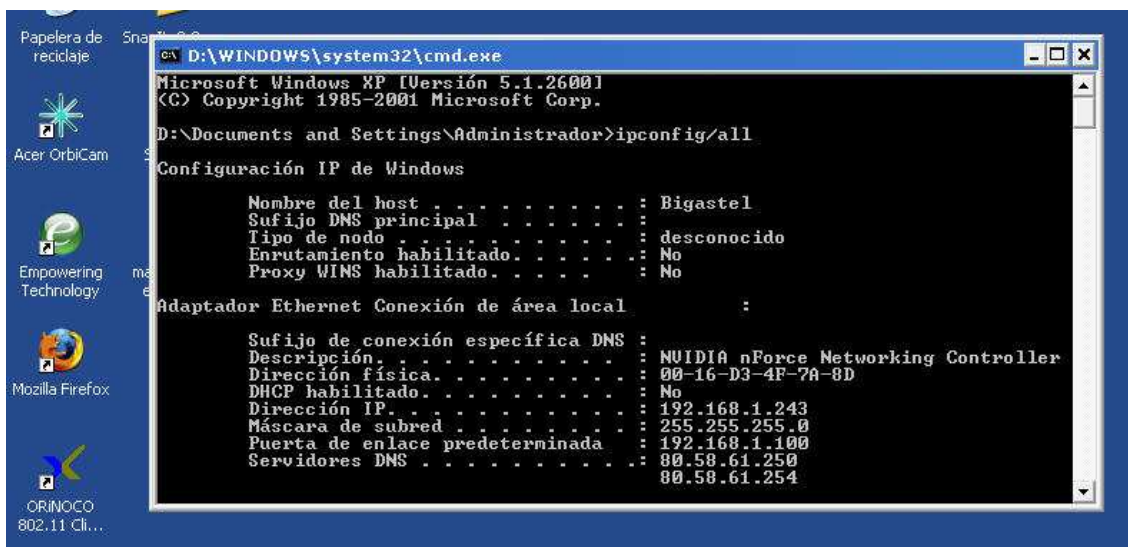 Papelera de
reciclaje
Acer OrbiCam
Empowering
Technology
Mozilla Firefox
ORiNOCO
802.11 Cli...
D:\WINDOWS\system32\cmd.exe
Microsoft Windows XP [Versión 5.1.2600]
(C) Copyright 1985-2001 Microsoft Corp.
D:\Documents and Settings\Administrador>ipconfig/all
Configuración IP de Windows
Nombre del host . . . . . . . . . : Bigastel
Sufijo DNS principal . . . . . . :
Tipo de nodo . . . . . . . . . . : desconocido
Enrutamiento habilitado. . . . . .: No
Proxy WINS habilitado. . . . . : No
Adaptador Ethernet Conexión de área local :
Sufijo de conexión específica DNS :
Descripción. . . . . . . . . . . : NVIDIA nForce Networking Controller
Dirección física. . . . . . . . . : 00-16-D3-4F-7A-8D
DHCP habilitado. . . . . . . . . : No
Dirección IP. . . . . . . . . . . : 192.168.1.243
Máscara de subred . . . . . . . . : 255.255.255.0
Puerta de enlace predeterminada : 192.168.1.100
Servidores DNS . . . . . . . . . .: 80.58.61.250
80.58.61.254